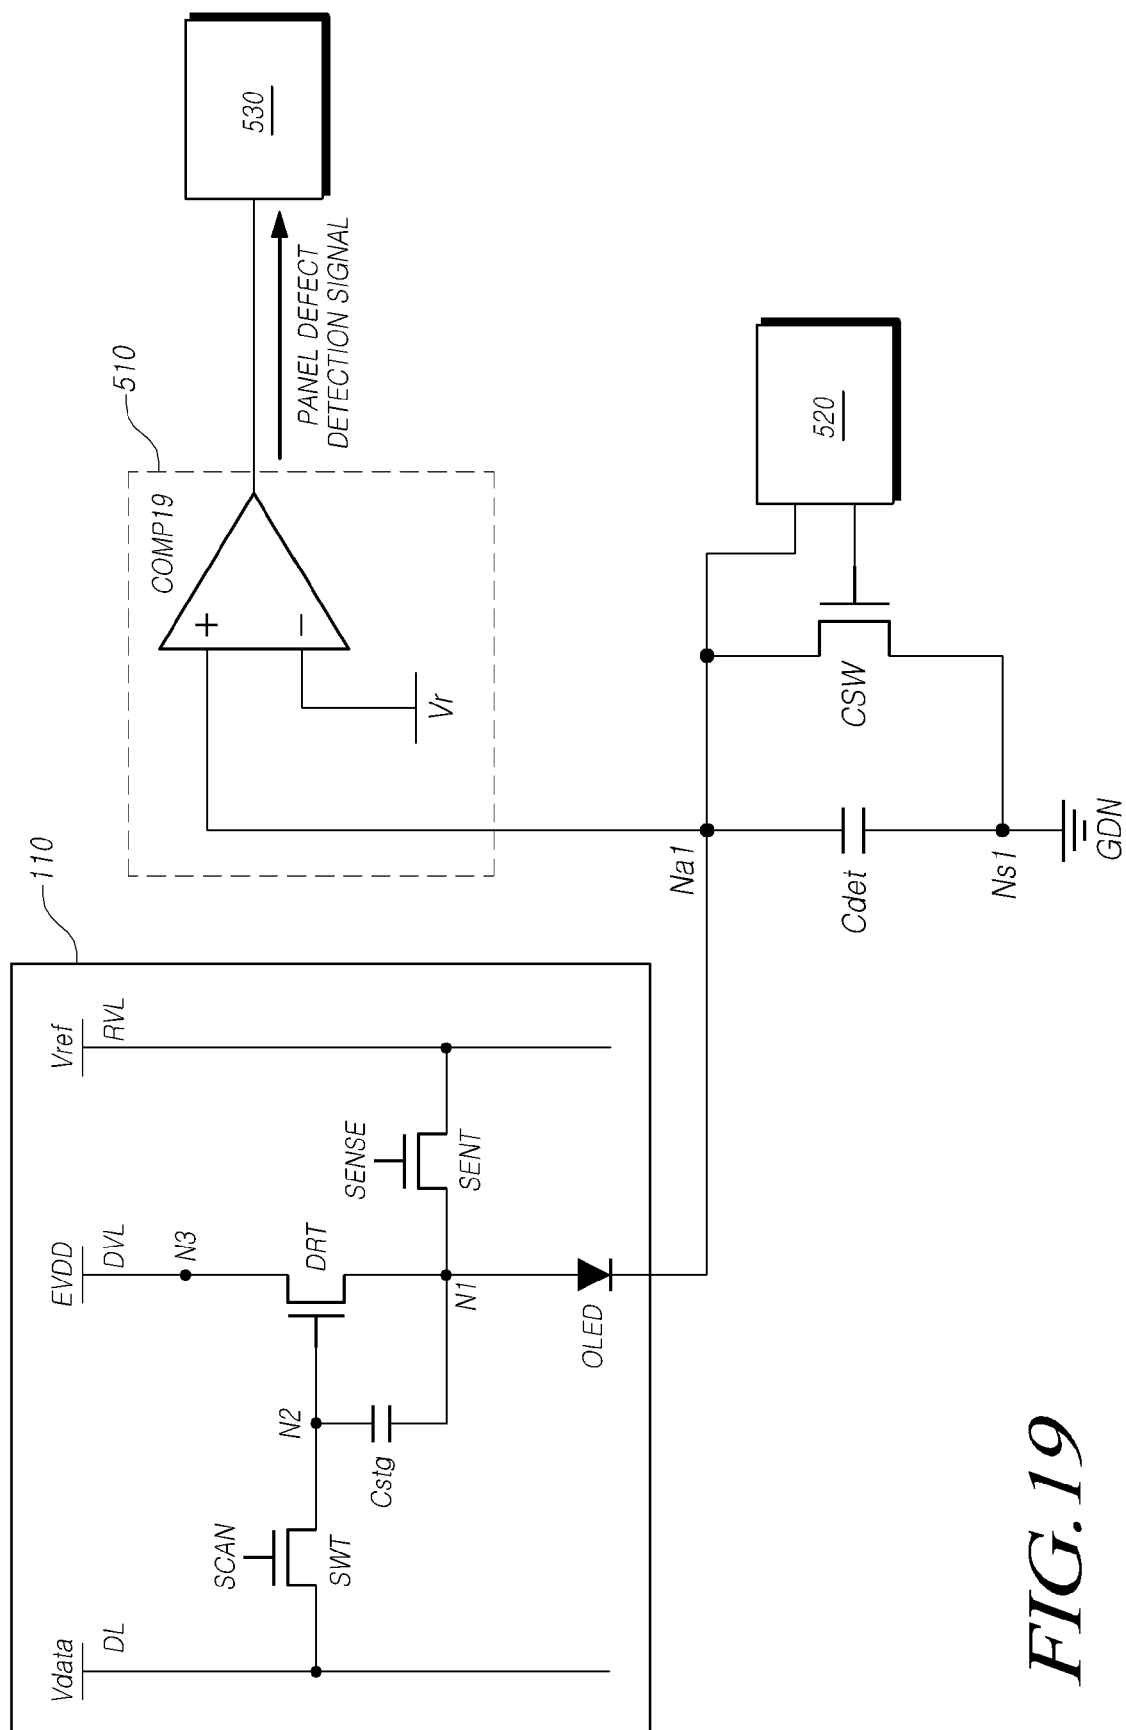 Vdata
DL
EVDD
DVL
Vref
RVL
110
N3
SCAN
SWT
N2
Cstg
DRT
N1
SENSE
SENT
OLED
510
COMP19
+
−
Vr
PANEL DEFECT
DETECTION SIGNAL
530
Na1
Cdet
Ns1
GDN
CSW
520
FIG.19